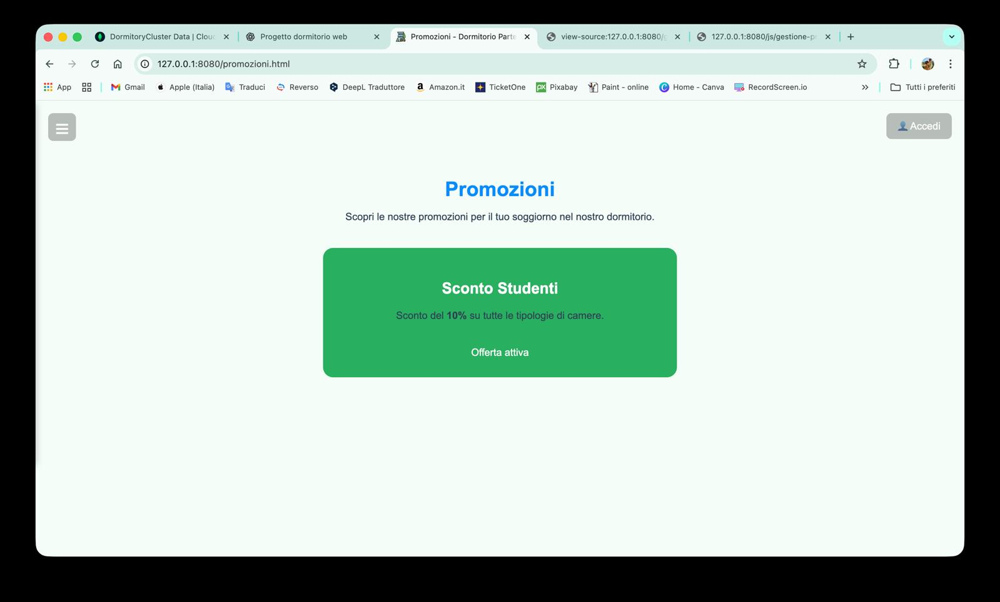 DormitoryCluster Data | Clou
Progetto dormitorio web
Promozioni - Dormitorio Parte
view-source:127.0.0.1:8080/g
127.0.0.1:8080/js/gestione-pr
127.0.0.1:8080/promozioni.html
App
Gmail
Apple (Italia)
Traduci
Reverso
DeepL Traduttore
Amazon.it
TicketOne
Pixabay
Paint - online
Home - Canva
RecordScreen.io
Tutti i preferiti
Accedi
Promozioni
Scopri le nostre promozioni per il tuo soggiorno nel nostro dormitorio.
Sconto Studenti
Sconto del 10% su tutte le tipologie di camere.
Offerta attiva